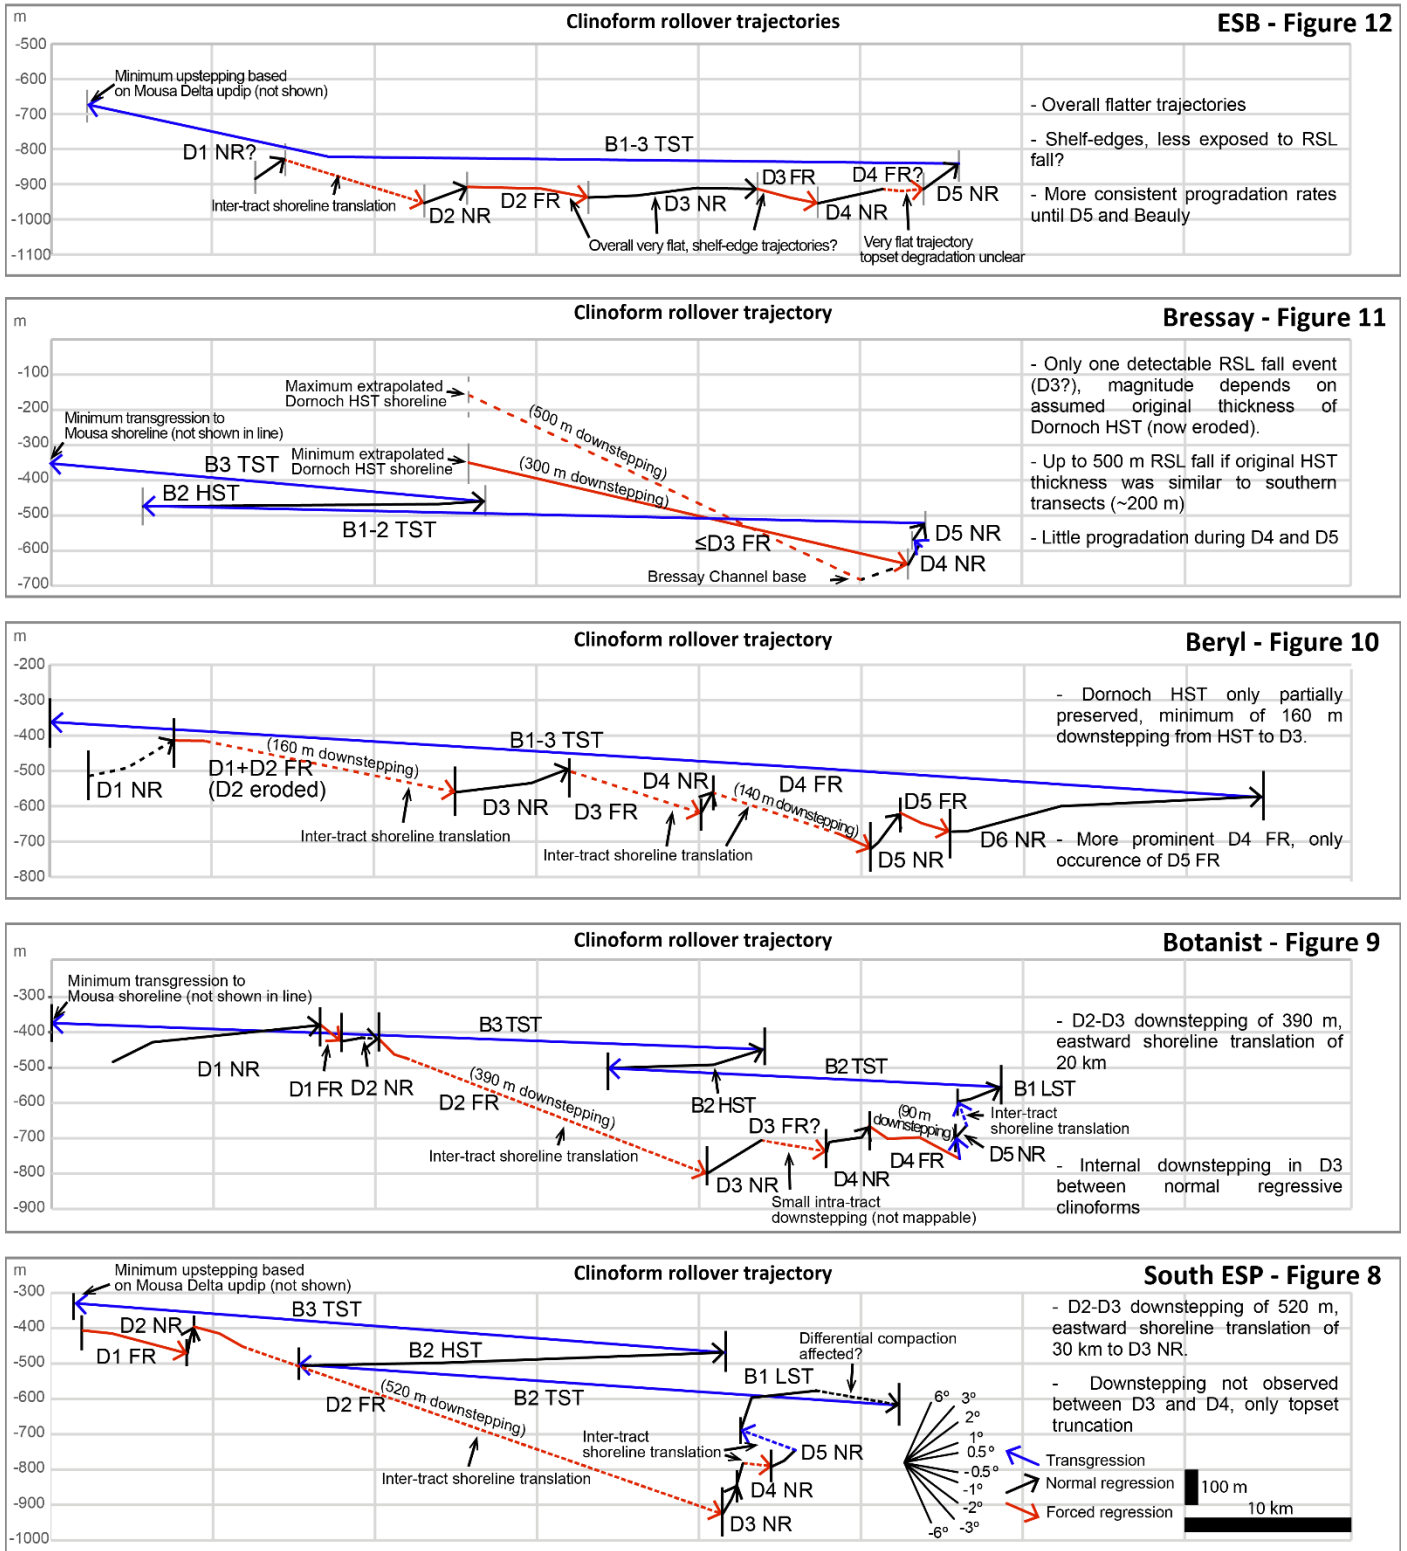 m
Clinoform rollover trajectories
ESB - Figure 12
-500
-600
-700
-800
-900
-1000
-1100
Minimum upstepping based
on Mousa Delta updip (not shown)
D1 NR?
Inter-tract shoreline translation
D2 NR
D2 FR
B1-3 TST
D3 NR
D3 FR
D4 FR?
D4 NR
D5 NR
Overall very flat, shelf-edge trajectories?
Very flat trajectory
topset degradation unclear
- Overall flatter trajectories
- Shelf-edges, less exposed to RSL
fall?
- More consistent progradation rates
until D5 and Beauly
m
Clinoform rollover trajectory
Bressay - Figure 11
-100
-200
-300
-400
-500
-600
-700
Maximum extrapolated
Dornoch HST shoreline
Minimum transgression to
Mousa shoreline (not shown in line)
Minimum extrapolated
Dornoch HST shoreline
(500 m downstepping)
(300 m downstepping)
B3 TST
B2 HST
B1-2 TST
≤D3 FR
D5 NR
D4 NR
Bressay Channel base
- Only one detectable RSL fall event
(D3?), magnitude depends on
assumed original thickness of
Dornoch HST (now eroded).
- Up to 500 m RSL fall if original HST
thickness was similar to southern
transects (~200 m)
- Little progradation during D4 and D5
m
Clinoform rollover trajectory
Beryl - Figure 10
-200
-300
-400
-500
-600
-700
-800
B1-3 TST
(160 m downstepping)
D1 NR
D1+D2 FR
(D2 eroded)
Inter-tract shoreline translation
D3 NR
D3 FR
D4 NR
D4 FR
(140 m downstepping)
Inter-tract shoreline translation
D5 FR
D5 NR
D6 NR
- Dornoch HST only partially
preserved, minimum of 160 m
downstepping from HST to D3.
- More prominent D4 FR, only
occurence of D5 FR
m
Clinoform rollover trajectory
Botanist - Figure 9
-300
-400
-500
-600
-700
-800
-900
Minimum transgression to
Mousa shoreline (not shown in line)
B3 TST
D1 NR
D1 FR
D2 NR
D2 FR
(390 m downstepping)
Inter-tract shoreline translation
B2 TST
B2 HST
B1 LST
D3 FR?
D3 NR
(90 m
downstepping)
D4 NR
D4 FR
D5 NR
Inter-tract
shoreline translation
Small intra-tract
downstepping (not mappable)
- D2-D3 downstepping of 390 m,
eastward shoreline translation of
20 km
- Internal downstepping in D3
between normal regressive
clinoforms
m
Clinoform rollover trajectory
South ESP - Figure 8
-300
-400
-500
-600
-700
-800
-900
-1000
Minimum upstepping based
on Mousa Delta updip (not shown)
B3 TST
D2 NR
D1 FR
B2 HST
B2 TST
D2 FR
(520 m downstepping)
Inter-tract shoreline translation
Differential compaction
affected?
B1 LST
Inter-tract
shoreline translation
D5 NR
D4 NR
D3 NR
- D2-D3 downstepping of 520 m,
eastward shoreline translation of
30 km to D3 NR.
- Downstepping not observed
between D3 and D4, only topset
truncation
6°
3°
2°
1°
0.5°
-0.5°
-1°
-2°
-3°
-6°
Transgression
Normal regression
Forced regression
100 m
10 km